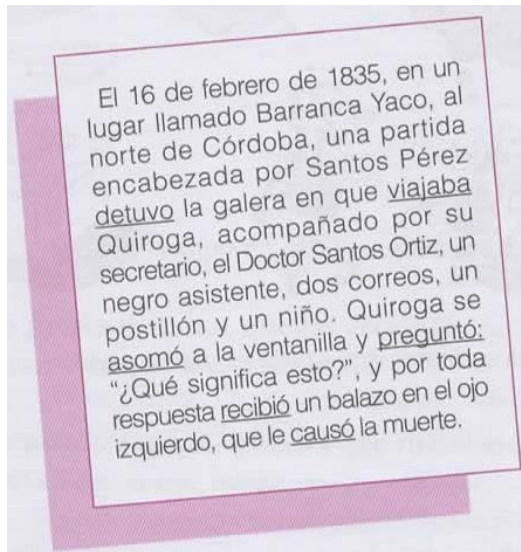 El 16 de febrero de 1835, en un
lugar llamado Barranca Yaco, al
norte de Córdoba, una partida
encabezada por Santos Pérez
detuvo la galera en que viajaba
Quiroga, acompañado por su
secretario, el Doctor Santos Ortiz, un
negro asistente, dos correos, un
postillón y un niño. Quiroga se
asomó a la ventanilla y preguntó:
"¿Qué significa esto?", y por toda
respuesta recibió un balazo en el ojo
izquierdo, que le causó la muerte.